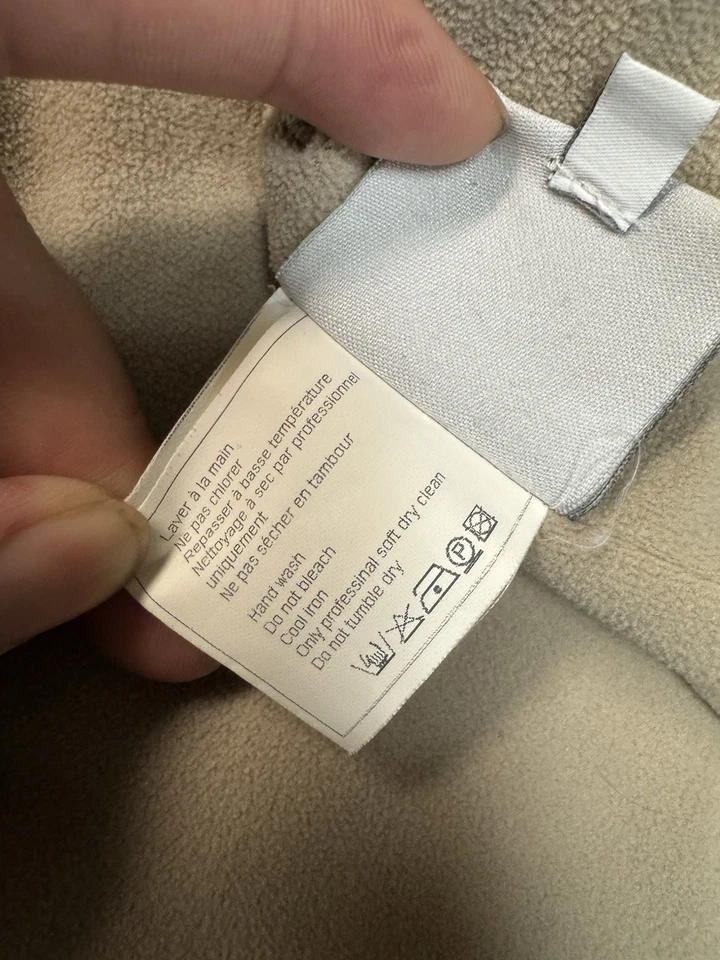 Laver à la main
Ne pas chlorer
Repasser à basse température
Nettoyage à sec par professionnel
uniquement
Ne pas sécher en tambour
Hand wash
Do not bleach
Cool iron
Only professinal soft dry clean
Do not tumble dry
P